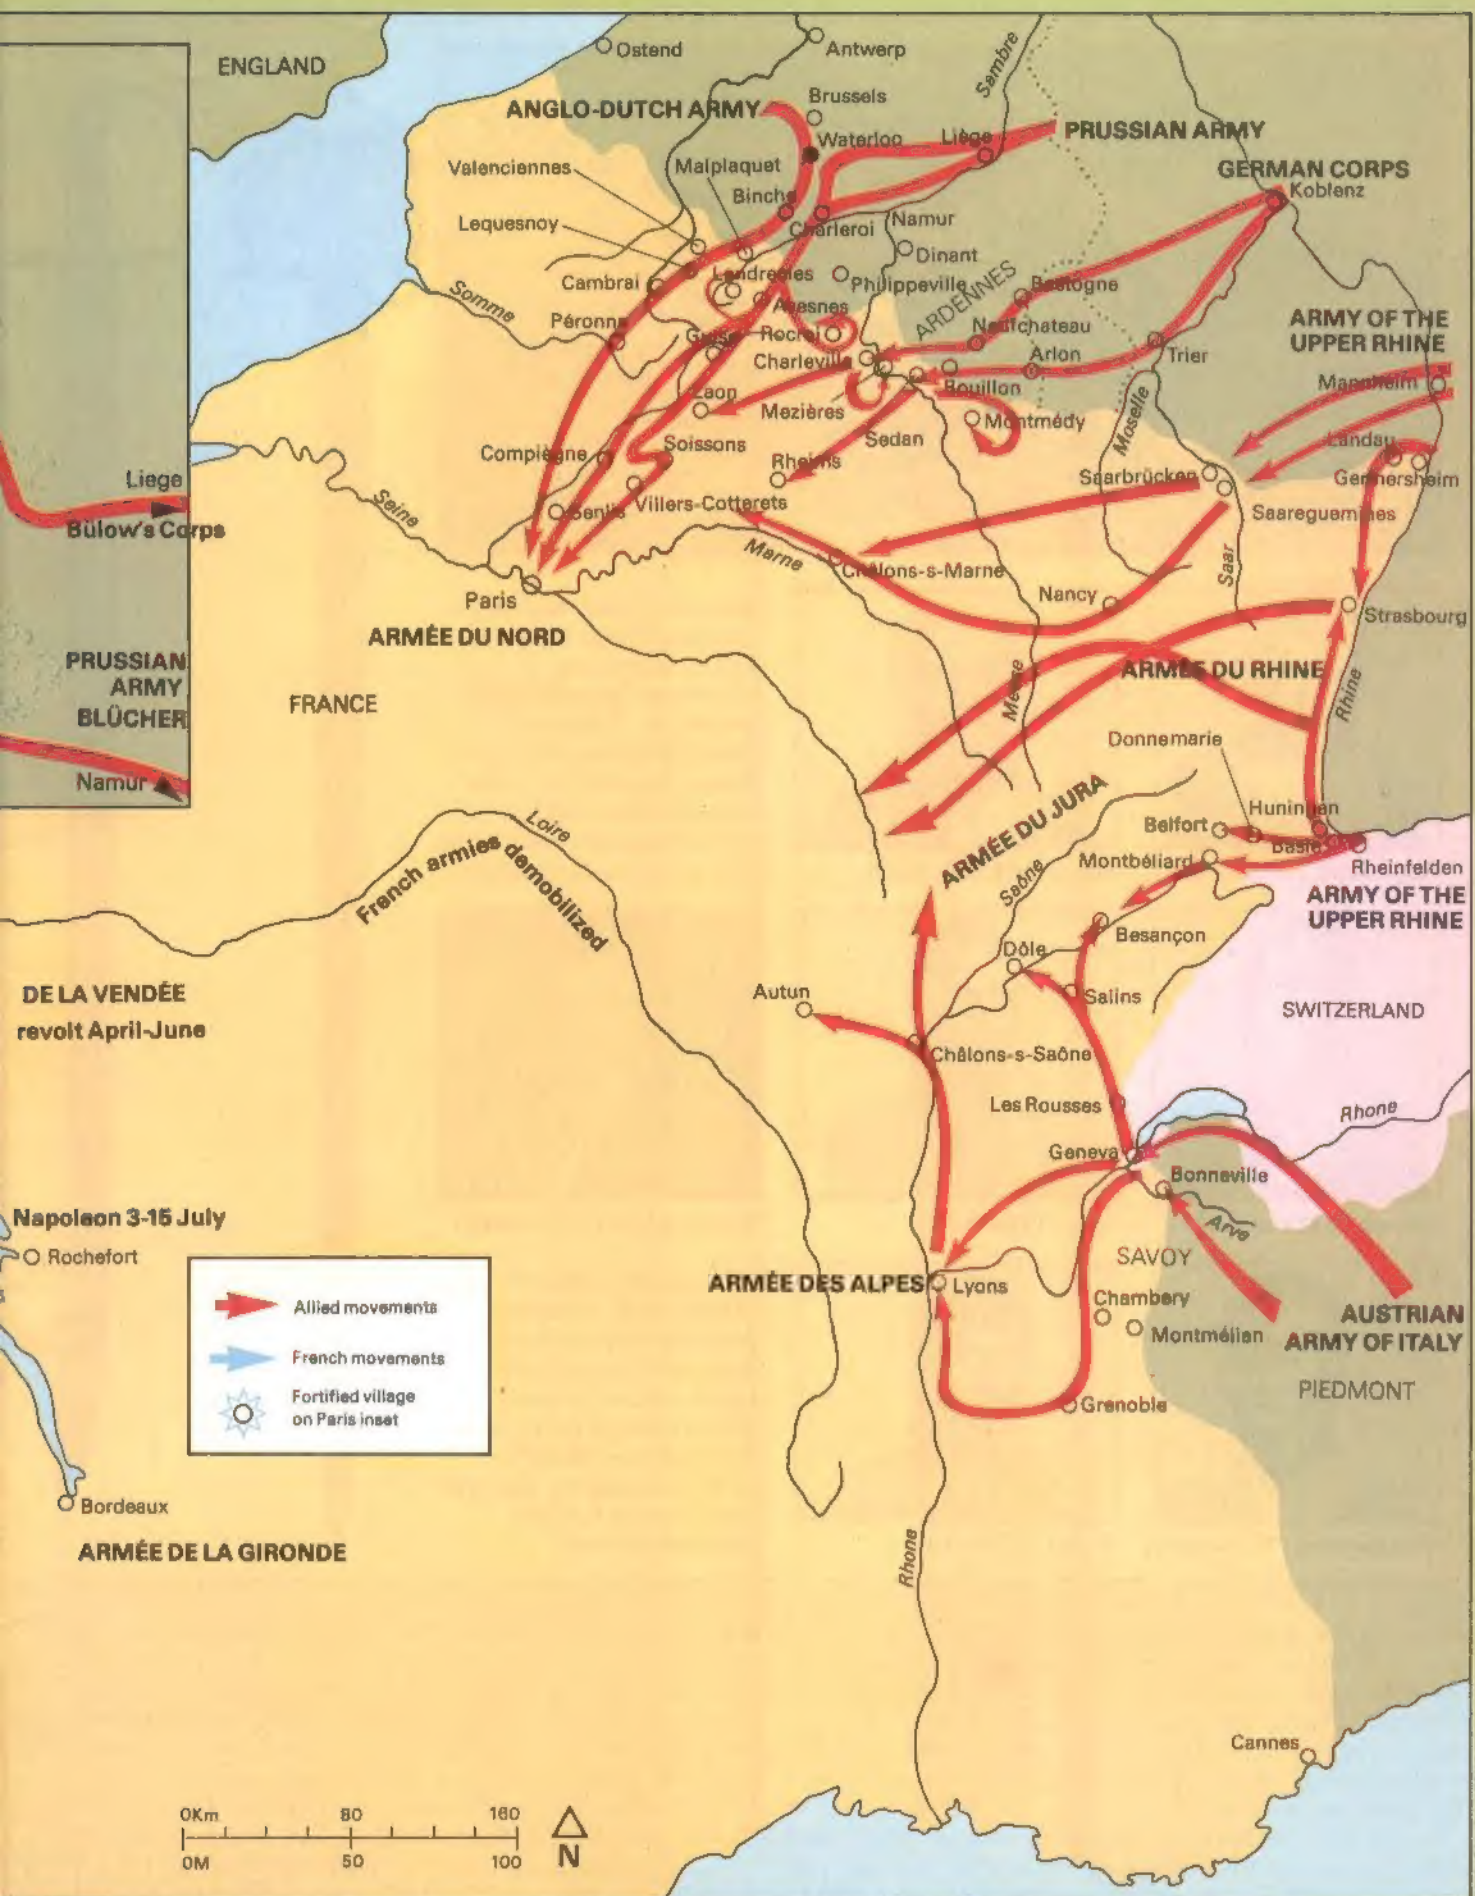 ENGLAND
Ostend
Antwerp
Sambre
ANGLO-DUTCH ARMY
Brussels
Waterloo
Liège
PRUSSIAN ARMY
Valenciennes
Malplaquet
GERMAN CORPS
Koblenz
Binche
Lequesnoy
Charleroi
Namur
Dinant
Cambrai
Landrecies
Philippeville
ARDENNES
Bastogne
Somme
Avesnes
Péronne
Guise
Rocroi
Neufchateau
ARMY OF THE
UPPER RHINE
Charleville
Arlon
Trier
Mannheim
Laon
Mezières
Bouillon
Montmédy
Moselle
Soissons
Sedan
Landau
Compiègne
Rheims
Saarbrücken
Germersheim
Liege
Bülow's Corps
Seine
Senlis
Villers-Cotterets
Saareguemines
Marne
Châlons-s-Marne
Saar
Nancy
Paris
Strasbourg
ARMÉE DU NORD
PRUSSIAN
ARMY
BLÜCHER
FRANCE
Meuse
ARMÉE DU RHINE
Rhine
Donnemarie
Namur
ARMÉE DU JURA
Huningen
Belfort
Basle
Loire
French armies demobilized
Montbéliard
Rheinfelden
Saône
ARMY OF THE
UPPER RHINE
Besançon
Dôle
DE LA VENDÉE
revolt April-June
Autun
Salins
SWITZERLAND
Châlons-s-Saône
Les Rousses
Rhone
Geneva
Bonneville
Napoleon 3-15 July
Arve
Rochefort
SAVOY
ARMÉE DES ALPES
Lyons
Chambery
Montmélian
AUSTRIAN
ARMY OF ITALY
Allied movements
French movements
Fortified village
on Paris inset
PIEDMONT
Grenoble
Bordeaux
ARMÉE DE LA GIRONDE
Rhone
Cannes
0Km 80 160
0M 50 100
N